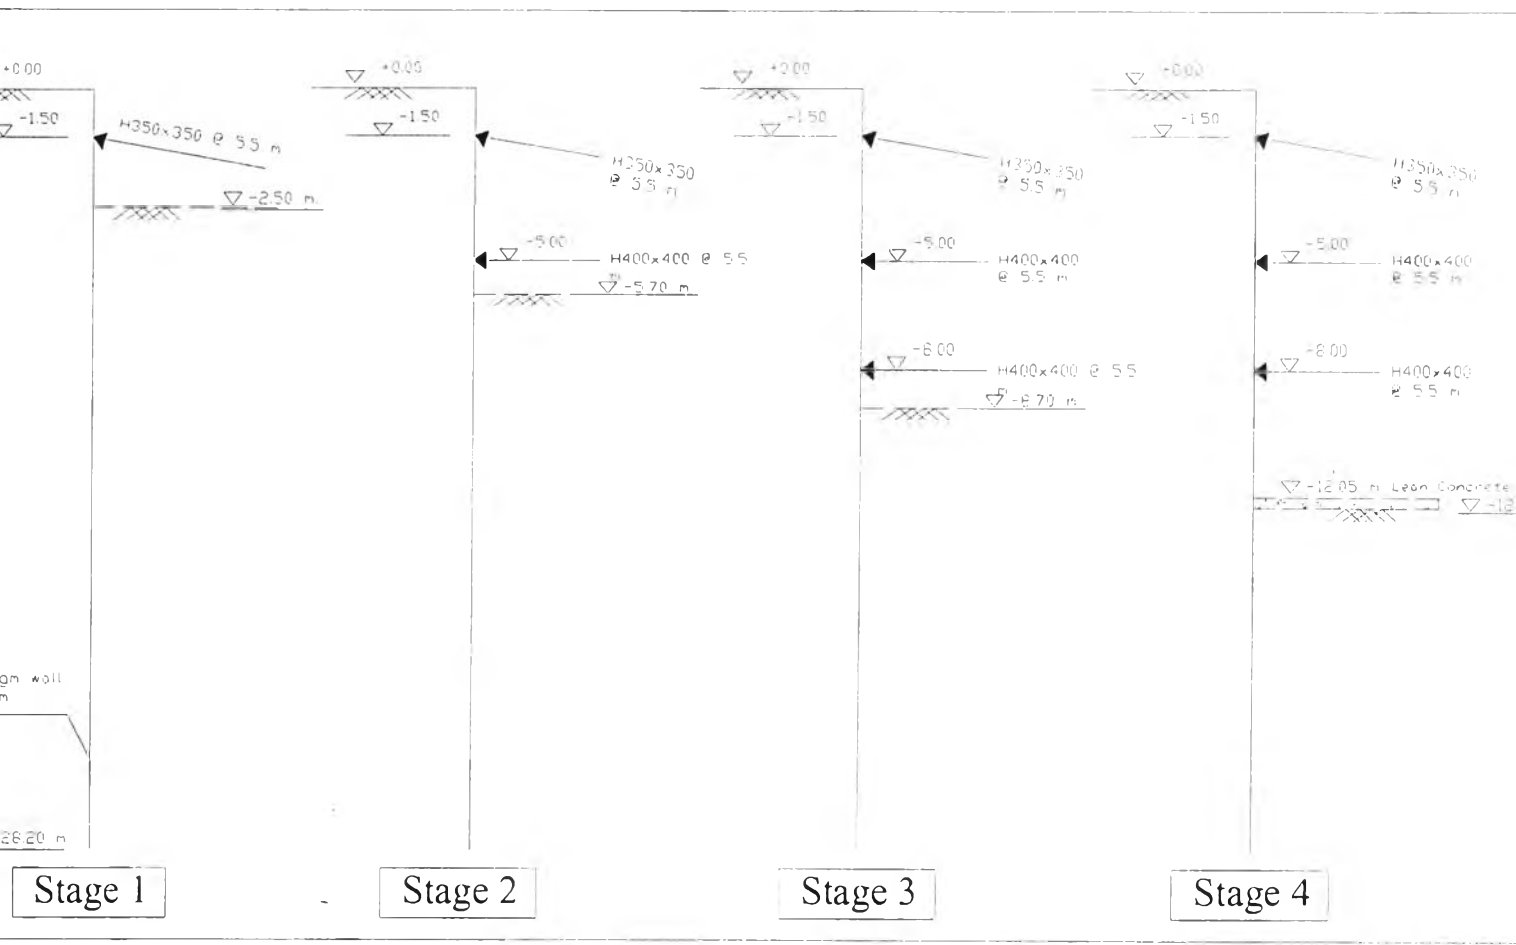 +0.00
-1.50
H350x350 @ 5.5 m
-2.50 m.
wall
m
Stage 1
+0.00
-1.50
H350x350
@ 5.5 m
-5.00
H400x400 @ 5.5
m
-5.70 m
Stage 2
+0.00
-1.50
H350x350
@ 5.5 m
-5.00
H400x400
@ 5.5 m
-8.00
H400x400 @ 5.5
m
-8.70 m
Stage 3
+0.00
-1.50
H350x350
@ 5.5 m
-5.00
H400x400
@ 5.5 m
-8.00
H400x400
@ 5.5 m
-12.05 m Lean Concrete
Stage 4